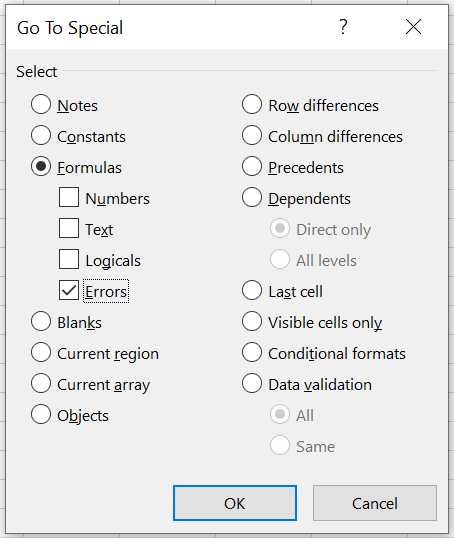 Go To Special ?
Select
Notes
Constants
Formulas
Numbers
Text
Logicals
Errors
Blanks
Current region
Current array
Objects
Row differences
Column differences
Precedents
Dependents
Direct only
All levels
Last cell
Visible cells only
Conditional formats
Data validation
All
Same
OK
Cancel